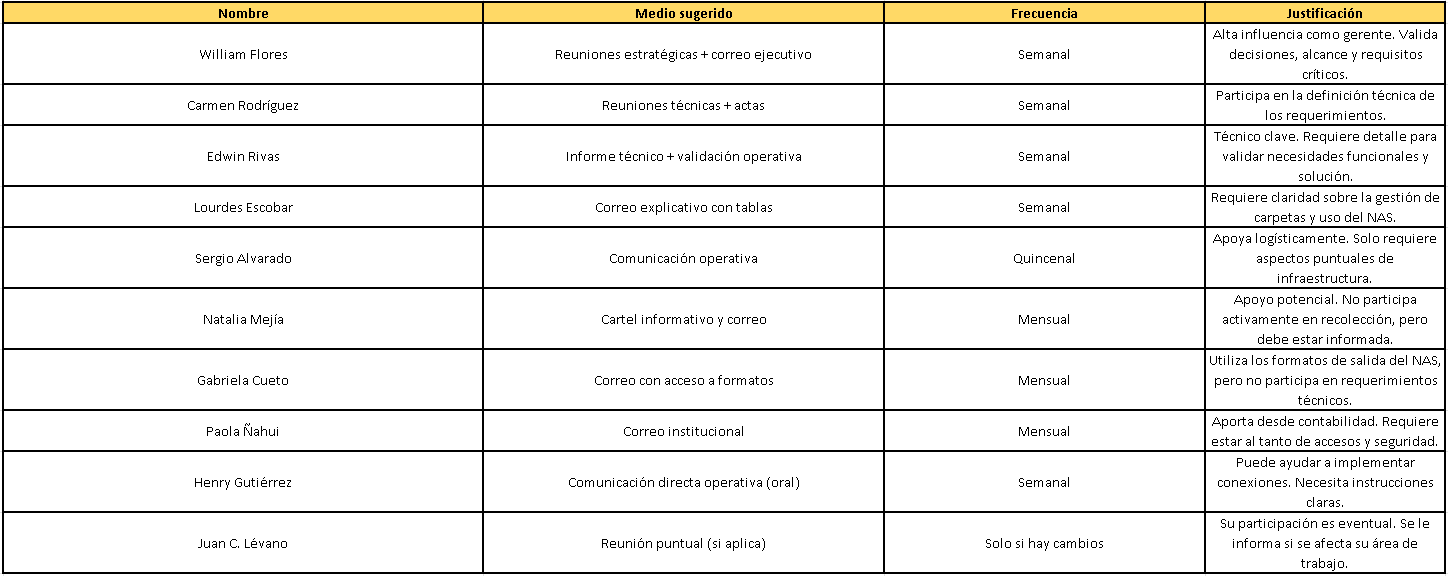 Nombre Medio sugerido Frecuencia Justificación
William Flores Reuniones estratégicas + correo ejecutivo Semanal Alta influencia como gerente. Valida
decisiones, alcance y requisitos
críticos.
Carmen Rodríguez Reuniones técnicas + actas Semanal Participa en la definición técnica de
los requerimientos.
Edwin Rivas Informe técnico + validación operativa Semanal Técnico clave. Requiere detalle para
validar necesidades funcionales y
solución.
Lourdes Escobar Correo explicativo con tablas Semanal Requiere claridad sobre la gestión de
carpetas y uso del NAS.
Sergio Alvarado Comunicación operativa Quincenal Apoya logísticamente. Solo requiere
aspectos puntuales de
infraestructura.
Natalia Mejía Cartel informativo y correo Mensual Apoyo potencial. No participa
activamente en recolección, pero
debe estar informada.
Gabriela Cueto Correo con acceso a formatos Mensual Utiliza los formatos de salida del NAS,
pero no participa en requerimientos
técnicos.
Paola Ñahui Correo institucional Mensual Aporta desde contabilidad. Requiere
estar al tanto de accesos y seguridad.
Henry Gutiérrez Comunicación directa operativa (oral) Semanal Puede ayudar a implementar
conexiones. Necesita instrucciones
claras.
Juan C. Lévano Reunión puntual (si aplica) Solo si hay cambios Su participación es eventual. Se le
informa si se afecta su área de
trabajo.